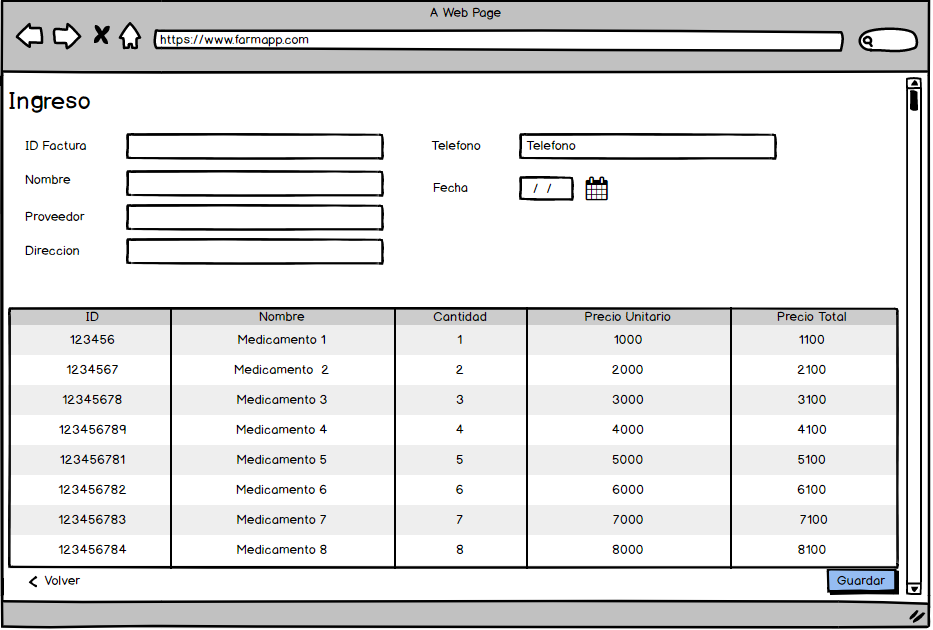 A Web Page
https://www.farmapp.com
Ingreso
ID Factura
Telefono Telefono
Nombre
Fecha / /
Proveedor
Direccion
ID Nombre Cantidad Precio Unitario Precio Total
123456 Medicamento 1 1 1000 1100
1234567 Medicamento 2 2 2000 2100
12345678 Medicamento 3 3 3000 3100
123456789 Medicamento 4 4 4000 4100
123456781 Medicamento 5 5 5000 5100
123456782 Medicamento 6 6 6000 6100
123456783 Medicamento 7 7 7000 7100
123456784 Medicamento 8 8 8000 8100
Volver Guardar